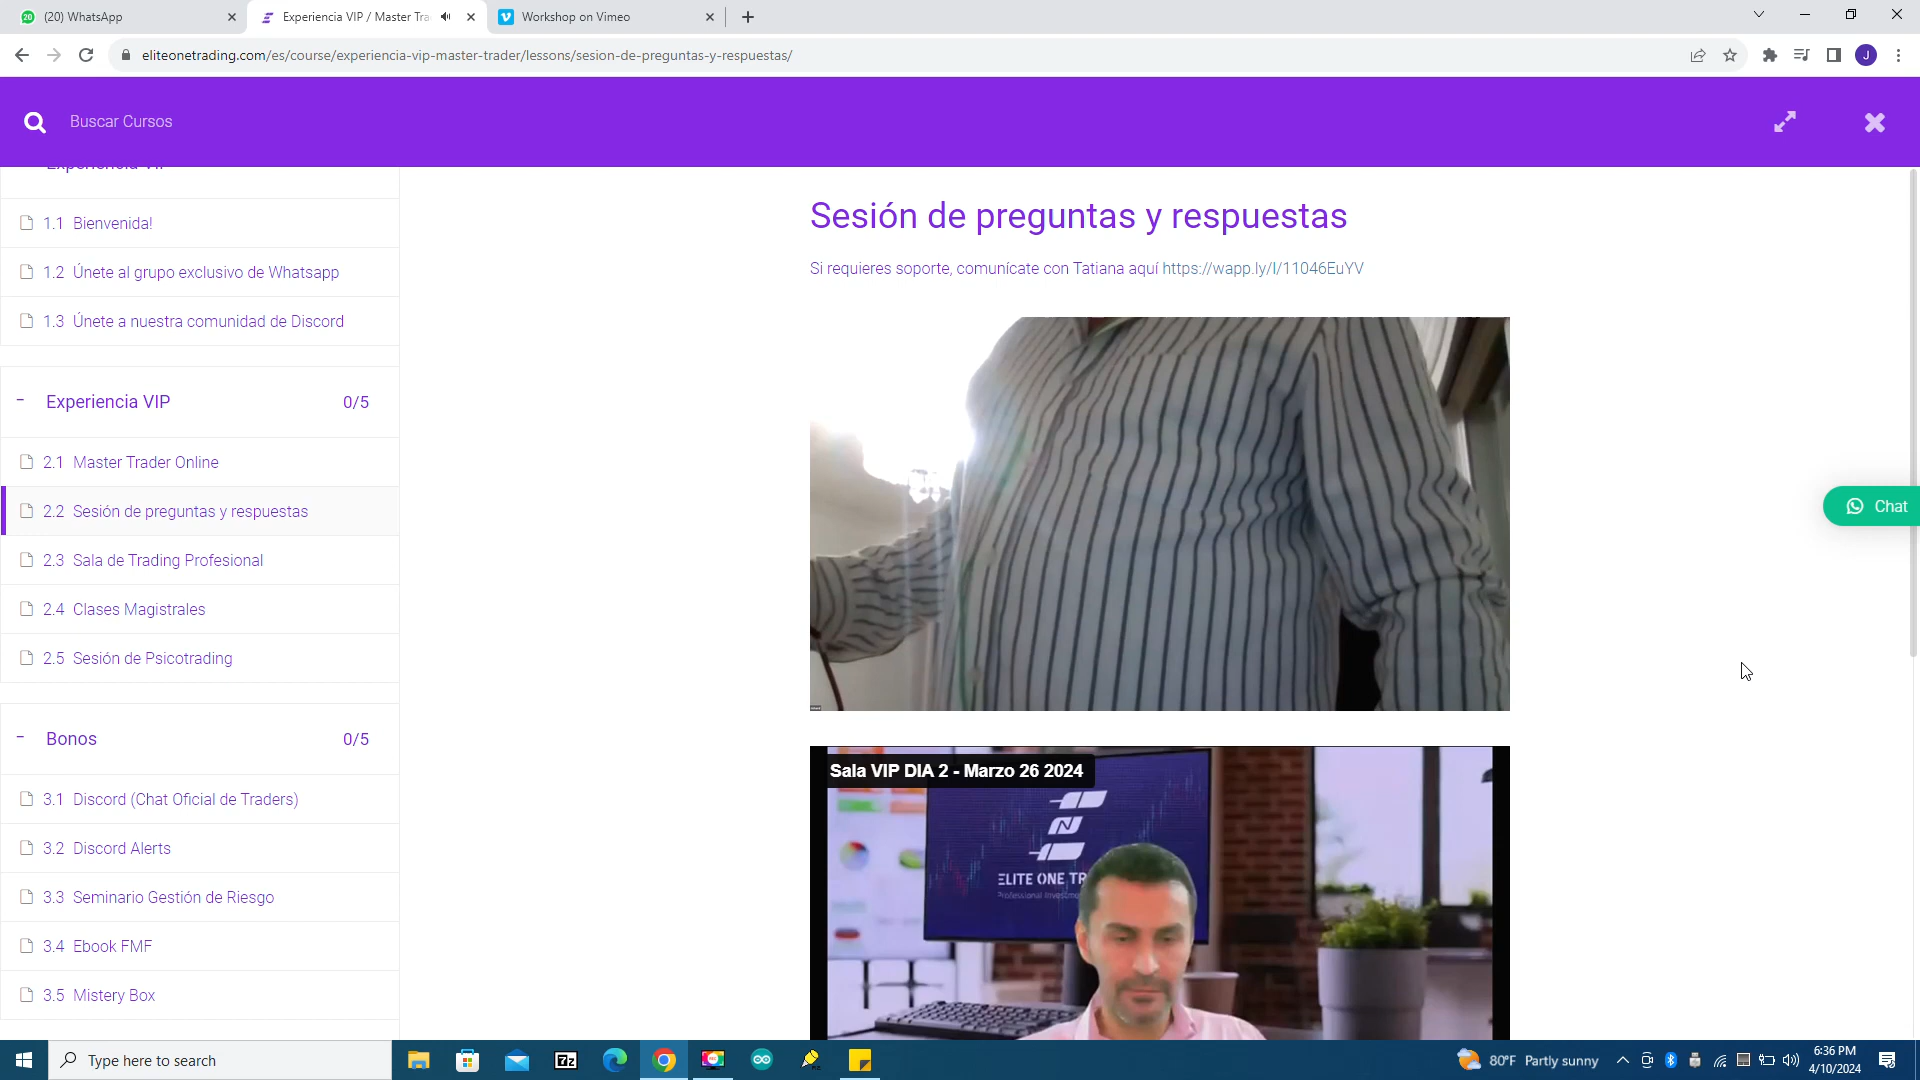 (20) WhatsApp
Experiencia VIP / Master Tra
Workshop on Vimeo
eliteonetrading.com/es/course/experiencia-vip-master-trader/lessons/sesion-de-preguntas-y-respuestas/
J
Buscar Cursos
Experiencia VIP
1.1 Bienvenida!
1.2 Únete al grupo exclusivo de Whatsapp
1.3 Únete a nuestra comunidad de Discord
- Experiencia VIP 0/5
2.1 Master Trader Online
2.2 Sesión de preguntas y respuestas
2.3 Sala de Trading Profesional
2.4 Clases Magistrales
2.5 Sesión de Psicotrading
- Bonos 0/5
3.1 Discord (Chat Oficial de Traders)
3.2 Discord Alerts
3.3 Seminario Gestión de Riesgo
3.4 Ebook FMF
3.5 Mistery Box
Sesión de preguntas y respuestas
Si requieres soporte, comunícate con Tatiana aquí https://wapp.ly/l/11046EuYV
Sala VIP DIA 2 - Marzo 26 2024
ELITE ONE TR
Professional Investme
Chat
Type here to search
7z
80°F Partly sunny
6:36 PM
4/10/2024